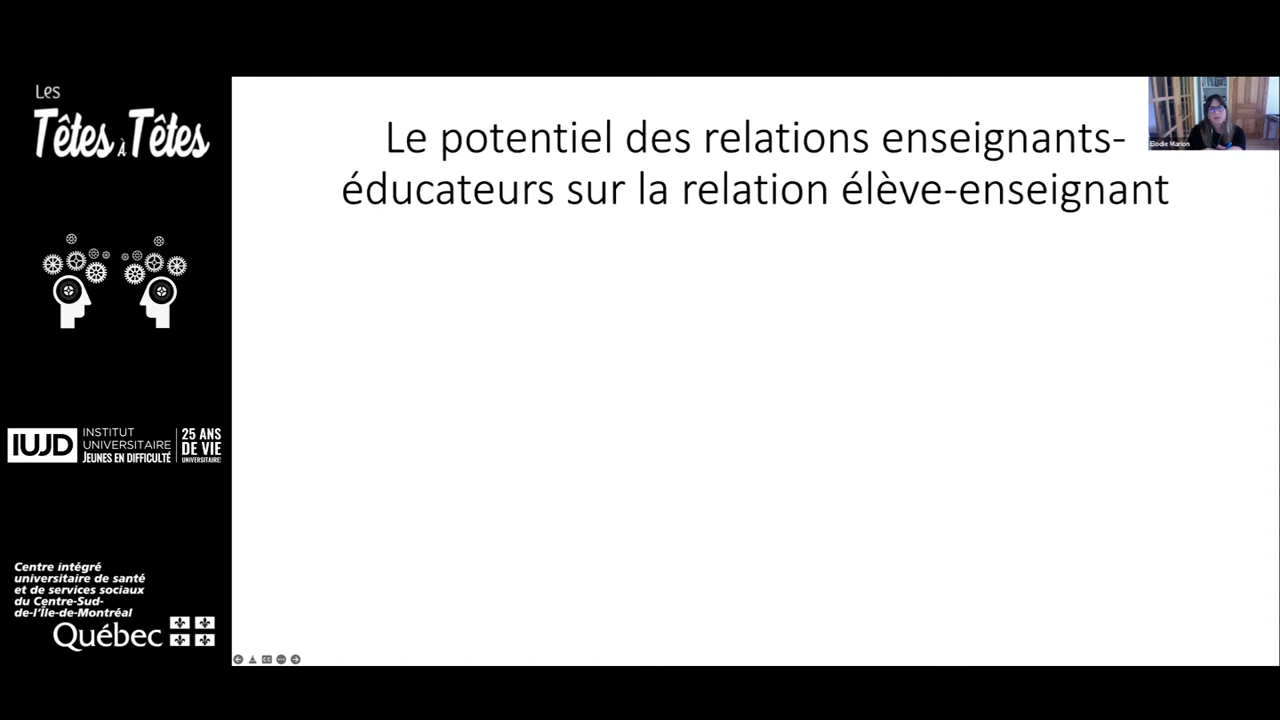 Les
Têtes à Têtes
IUJD
INSTITUT
UNIVERSITAIRE
JEUNES EN DIFFICULTÉ
25 ANS
DE VIE
UNIVERSITAIRE!
Centre intégré
universitaire de santé
et de services sociaux
du Centre-Sud-
de-l'Île-de-Montréal
Québec
Le potentiel des relations enseignants-
éducateurs sur la relation élève-enseignant
Elodie Marion